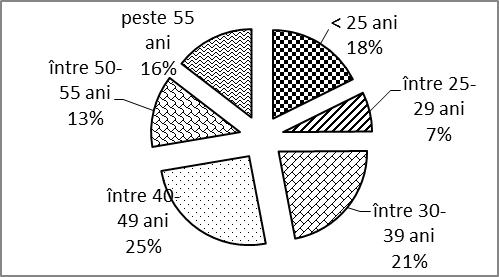 < 25 ani
18%
între 25-
29 ani
7%
între 30-
39 ani
21%
între 40-
49 ani
25%
între 50-
55 ani
13%
peste 55
ani
16%